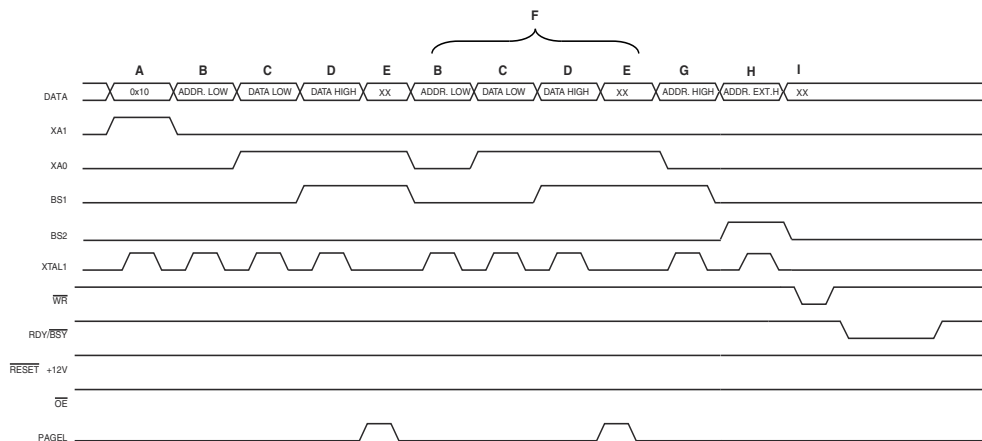 F
A B C D E B C D E G H I
DATA 0x10 ADDR. LOW DATA LOW DATA HIGH XX ADDR. LOW DATA LOW DATA HIGH XX ADDR. HIGH ADDR. EXT.H XX
XA1
XA0
BS1
BS2
XTAL1
WR
RDY/BSY
RESET +12V
OE
PAGEL